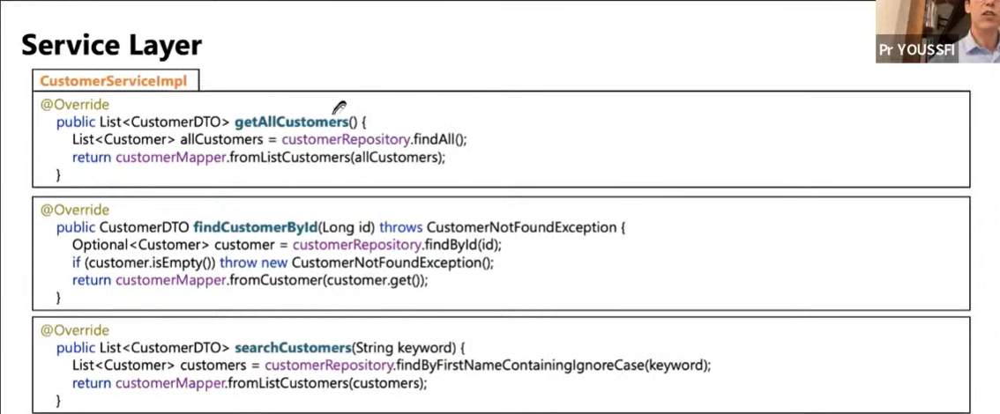 Service Layer
Pr YOUSSFI
CustomerServiceImpl
@Override
public List<CustomerDTO> getAllCustomers() {
List<Customer> allCustomers = customerRepository.findAll();
return customerMapper.fromListCustomers(allCustomers);
}
@Override
public CustomerDTO findCustomerById(Long id) throws CustomerNotFoundException {
Optional<Customer> customer = customerRepository.findById(id);
if (customer.isEmpty()) throw new CustomerNotFoundException();
return customerMapper.fromCustomer(customer.get());
}
@Override
public List<CustomerDTO> searchCustomers(String keyword) {
List<Customer> customers = customerRepository.findByFirstNameContainingIgnoreCase(keyword);
return customerMapper.fromListCustomers(customers);
}